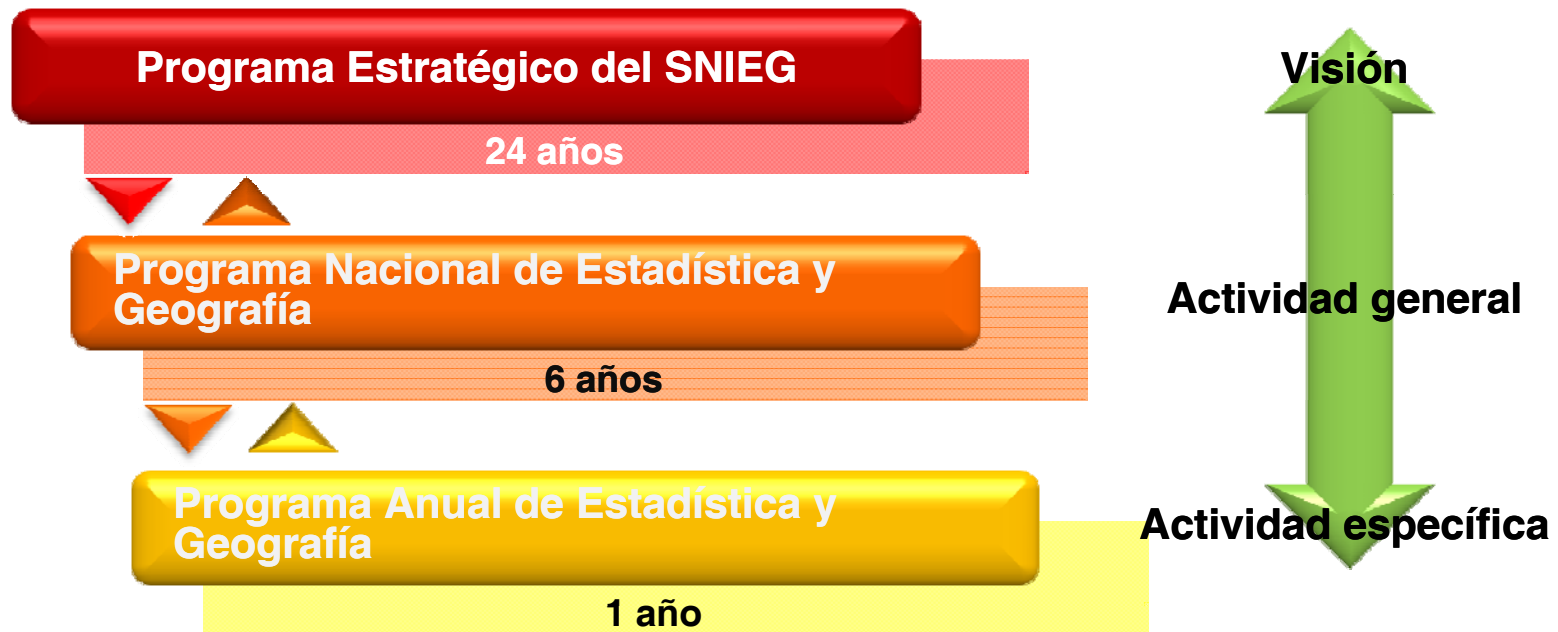 Programa Estratégico del SNIEG
24 años
Visión
Programa Nacional de Estadística y
Geografía
6 años
Actividad general
Programa Anual de Estadística y
Geografía
1 año
Actividad específica